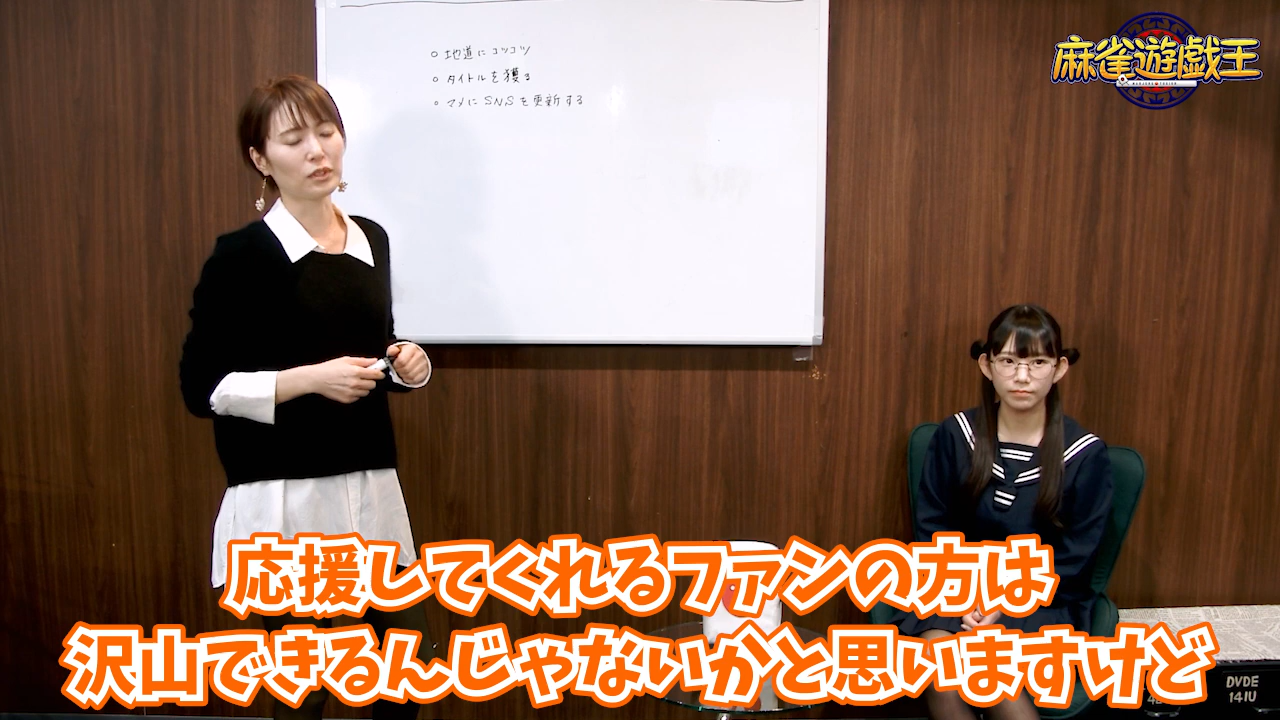 ○ 地道にコツコツ
○ タイトルを獲る
○ マメにSNSを更新する
麻雀遊戯王
応援してくれるファンの方は
沢山できるんじゃないかと思いますけど
DVDE
141U